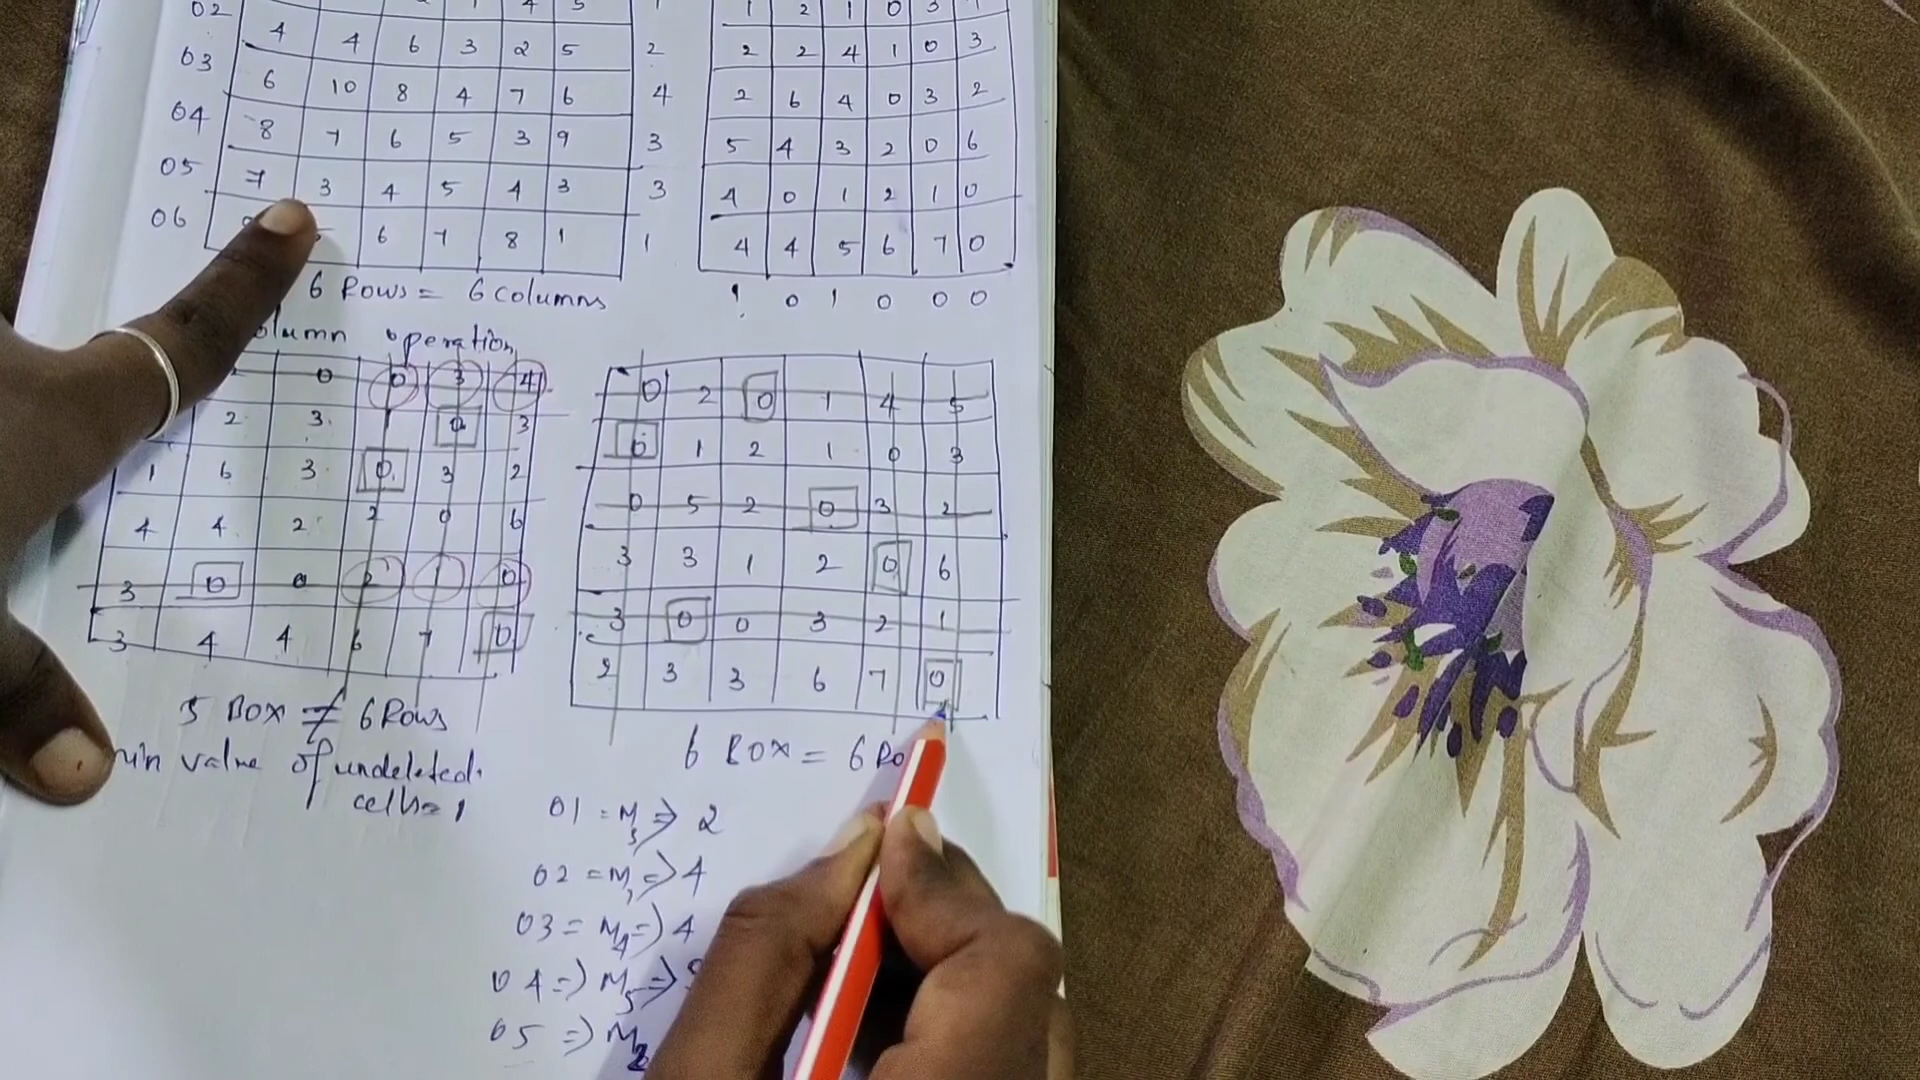 02 1 4 5
4 4 6 3 2 5 2
03 6 10 8 4 7 6 4
04 8 7 6 5 3 9 3
05 7 3 4 5 4 3 3
06 6 7 8 1 1
1 2 1 0 3
2 2 4 1 0 3
2 6 4 0 3 2
5 4 3 2 0 6
4 0 1 2 1 0
4 4 5 6 7 0
1 0 1 0 0 0
6 Rows = 6 columns
operation
0 0 3 4
2 3 1 0 3
1 6 3 0 3 2
4 4 2 2 0 6
3 0 0 2 1 0
3 4 4 6 7 0
5 Box ≠ 6 Rows
min value of undeleted
cell = 1
0 2 0 1 4 5
0 1 2 1 0 3
0 5 2 0 3 2
3 3 1 2 0 6
3 0 0 3 2 1
2 3 3 6 7 0
6 Box = 6 Ro
01 = M3 => 2
02 = M1 => 4
03 = M4 => 4
04 => M5 =>
05 => M2